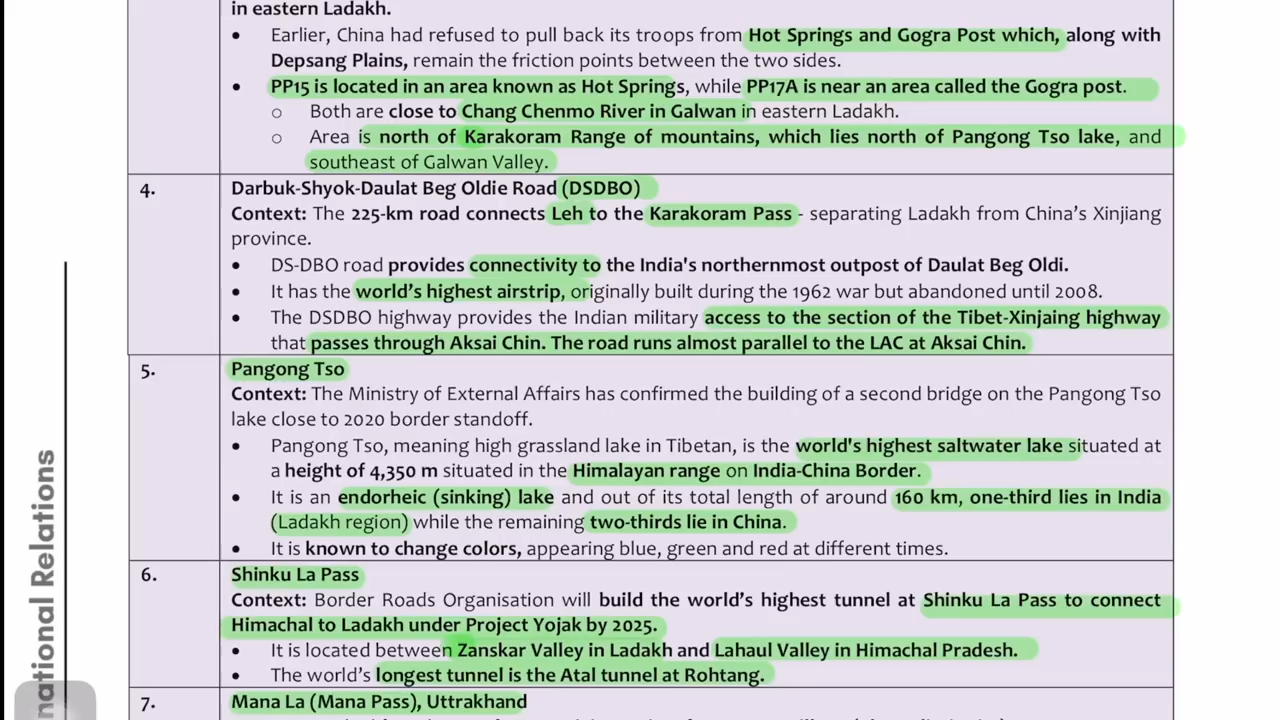 in eastern Ladakh.
• Earlier, China had refused to pull back its troops from Hot Springs and Gogra Post which, along with
Depsang Plains, remain the friction points between the two sides.
• PP15 is located in an area known as Hot Springs, while PP17A is near an area called the Gogra post.
o Both are close to Chang Chenmo River in Galwan in eastern Ladakh.
o Area is north of Karakoram Range of mountains, which lies north of Pangong Tso lake, and
southeast of Galwan Valley.
4. Darbuk-Shyok-Daulat Beg Oldie Road (DSDBO)
Context: The 225-km road connects Leh to the Karakoram Pass - separating Ladakh from China's Xinjiang
province.
• DS-DBO road provides connectivity to the India's northernmost outpost of Daulat Beg Oldi.
• It has the world's highest airstrip, originally built during the 1962 war but abandoned until 2008.
• The DSDBO highway provides the Indian military access to the section of the Tibet-Xinjaing highway
that passes through Aksai Chin. The road runs almost parallel to the LAC at Aksai Chin.
5. Pangong Tso
Context: The Ministry of External Affairs has confirmed the building of a second bridge on the Pangong Tso
lake close to 2020 border standoff.
• Pangong Tso, meaning high grassland lake in Tibetan, is the world's highest saltwater lake situated at
a height of 4,350 m situated in the Himalayan range on India-China Border.
• It is an endorheic (sinking) lake and out of its total length of around 160 km, one-third lies in India
(Ladakh region) while the remaining two-thirds lie in China.
• It is known to change colors, appearing blue, green and red at different times.
6. Shinku La Pass
Context: Border Roads Organisation will build the world's highest tunnel at Shinku La Pass to connect
Himachal to Ladakh under Project Yojak by 2025.
• It is located between Zanskar Valley in Ladakh and Lahaul Valley in Himachal Pradesh.
• The world's longest tunnel is the Atal tunnel at Rohtang.
7. Mana La (Mana Pass), Uttrakhand
national Relations